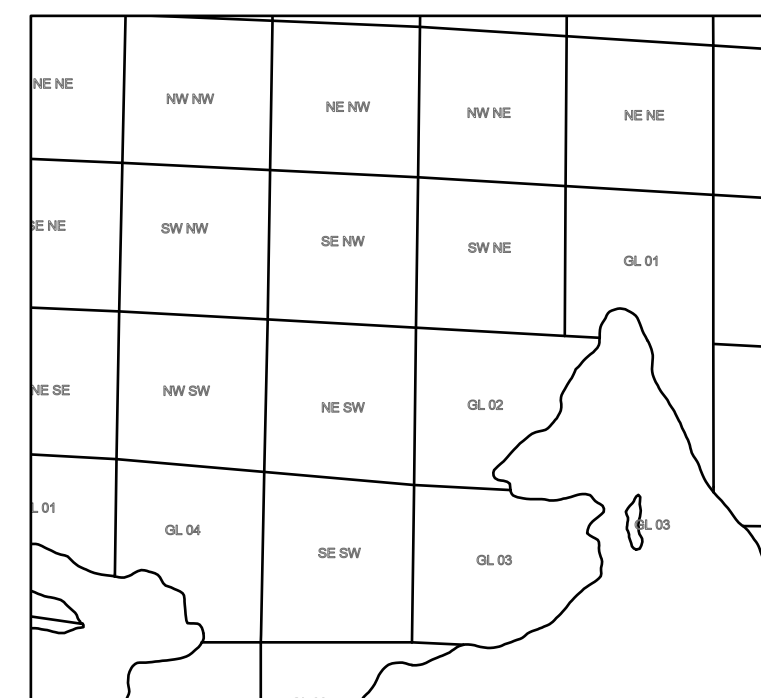 NE NE
NW NW
NE NW
NW NE
NE NE
SE NE
SW NW
SE NW
SW NE
GL 01
NE SE
NW SW
NE SW
GL 02
L 01
GL 04
SE SW
GL 03
GL 03